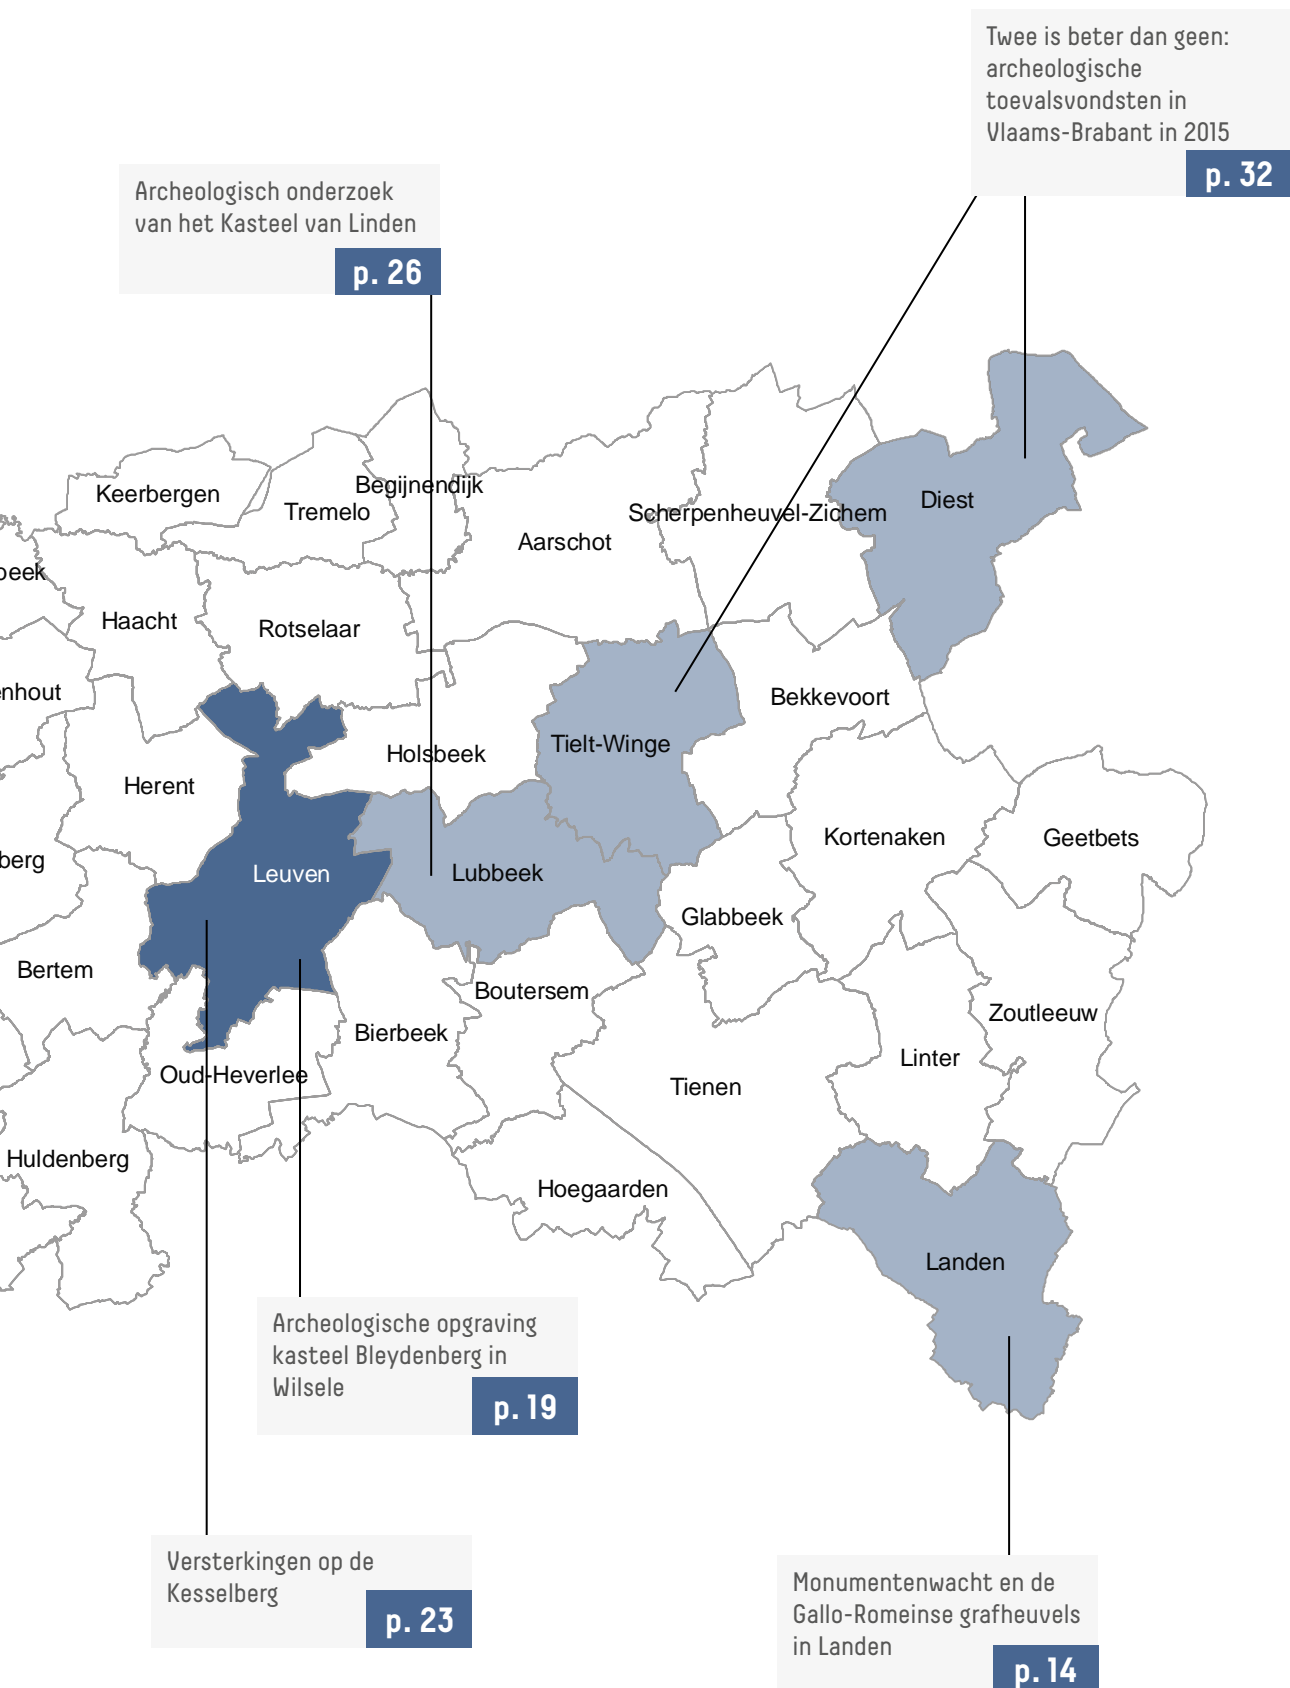 Twee is beter dan geen:
archeologische
toevalsvondsten in
Vlaams-Brabant in 2015
p. 32
Archeologisch onderzoek
van het Kasteel van Linden
p. 26
Keerbergen
Tremelo
Begijnendijk
Aarschot
Scherpenheuvel-Zichem
Diest
beek
Haacht
Rotselaar
enhout
Bekkevoort
Holsbeek
Tielt-Winge
Herent
Kortenaken
Geetbets
berg
Leuven
Lubbeek
Glabbeek
Bertem
Boutersem
Zoutleeuw
Bierbeek
Linter
Oud-Heverlee
Tienen
Huldenberg
Hoegaarden
Landen
Archeologische opgraving
kasteel Bleydenberg in
Wilsele
p. 19
Versterkingen op de
Kesselberg
p. 23
Monumentenwacht en de
Gallo-Romeinse grafheuvels
in Landen
p. 14